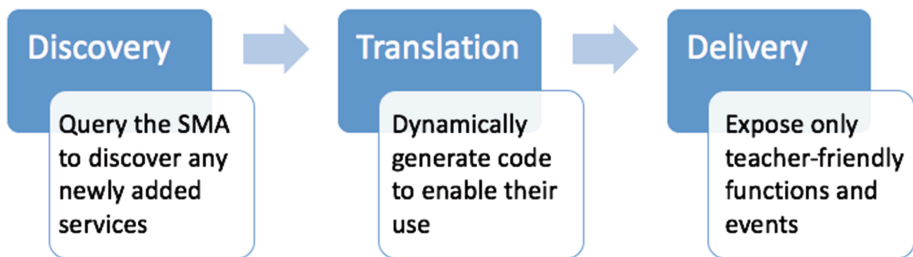 Discovery
Query the SMA
to discover any
newly added
services
Translation
Dynamically
generate code
to enable their
use
Delivery
Expose only
teacher-friendly
functions and
events